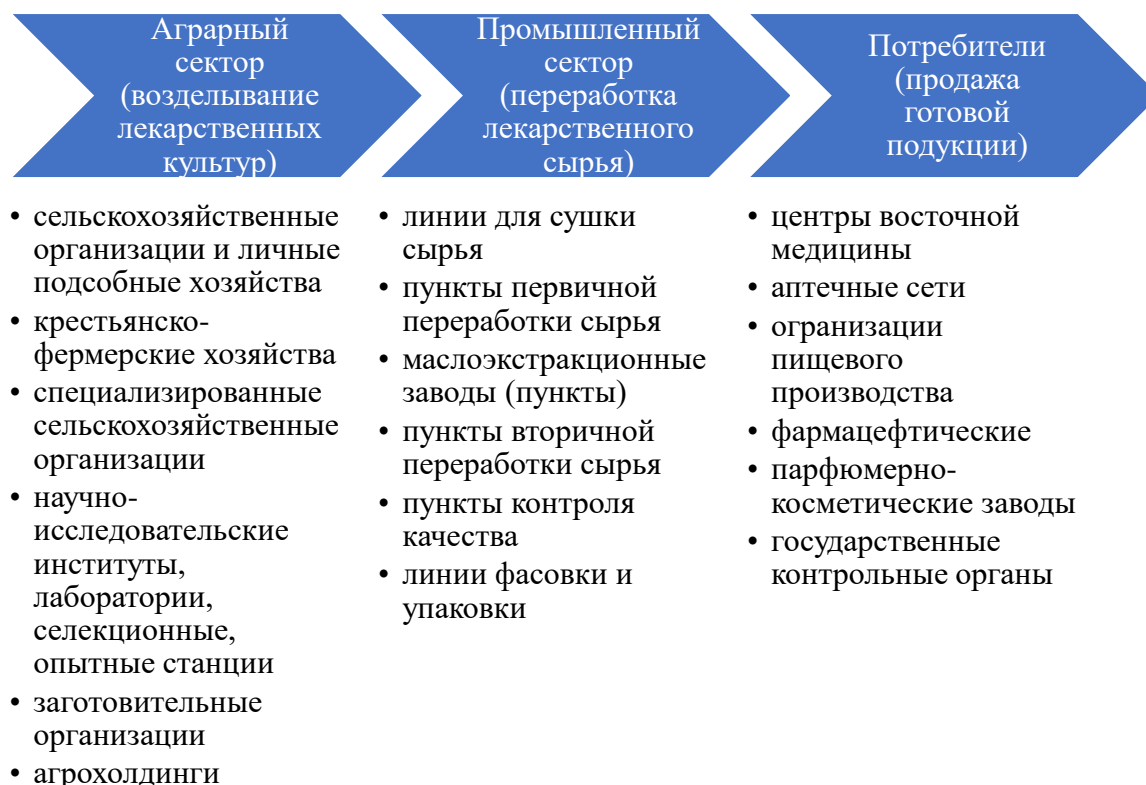 Аграрный
сектор
(возделывание
лекарственных
культур)
Промышленный
сектор
(переработка
лекарственного
сырья)
Потребители
(продажа
готовой
подукции)
• сельскохозяйственные
организации и личные
подсобные хозяйства
• крестьянско-
фермерские хозяйства
• специализированные
сельскохозяйственные
организации
• научно-
исследовательские
институты,
лаборатории,
селекционные,
опытные станции
• заготовительные
организации
• агрохолдинги
• линии для сушки
сырья
• пункты первичной
переработки сырья
• маслоэкстракционные
заводы (пункты)
• пункты вторичной
переработки сырья
• пункты контроля
качества
• линии фасовки и
упаковки
• центры восточной
медицины
• аптечные сети
• огранизации
пищевого
производства
• фармацефтические
• парфюмерно-
косметические заводы
• государственные
контрольные органы